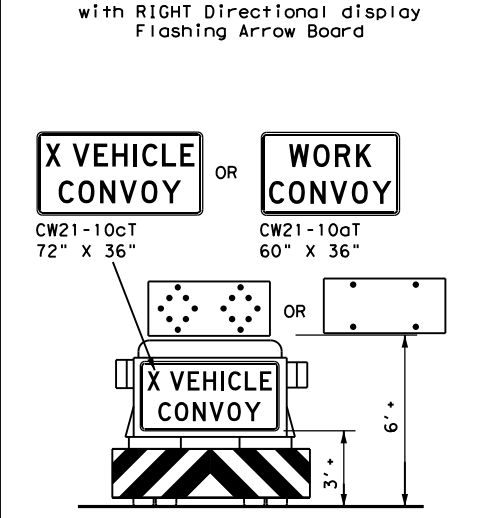 with RIGHT Directional display
Flashing Arrow Board
X VEHICLE
CONVOY
OR
WORK
CONVOY
CW21-10cT
72" X 36"
CW21-10aT
60" X 36"
OR
X VEHICLE
CONVOY
6' +
3' +